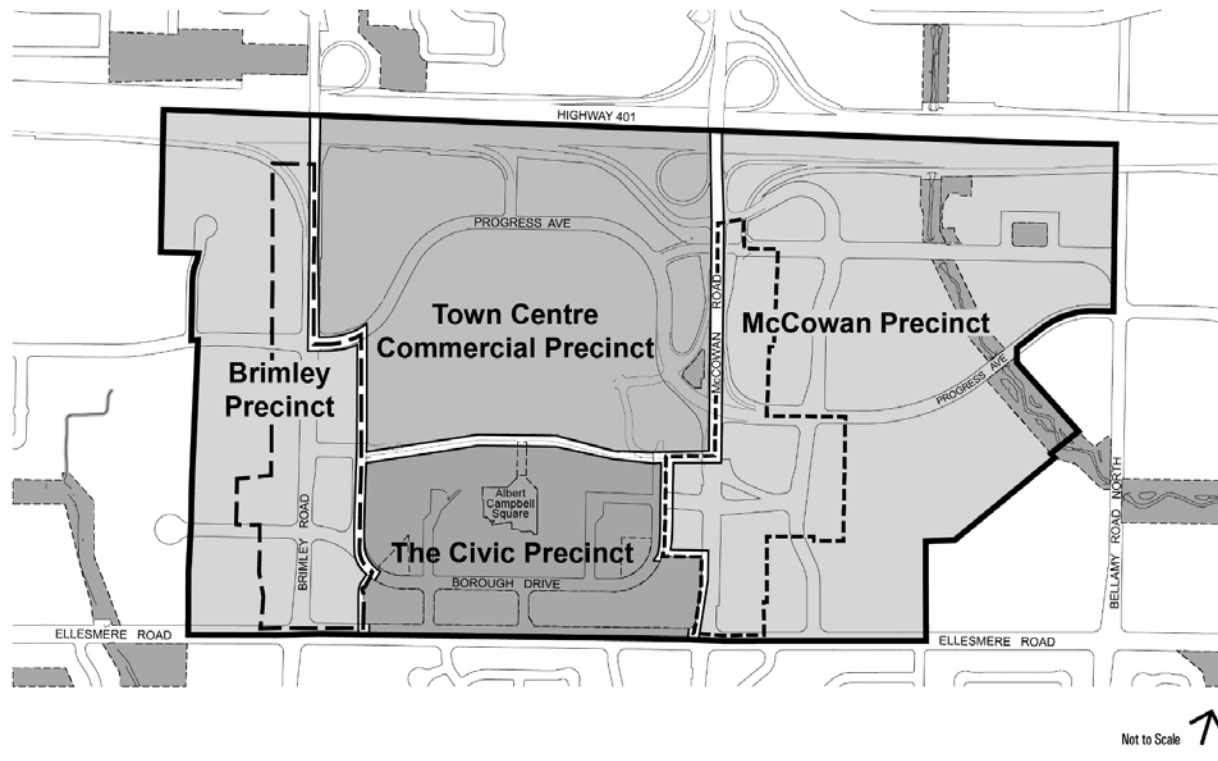 HIGHWAY 401
PROGRESS AVE
Town Centre
Commercial Precinct
McCOWAN ROAD
McCowan Precinct
Brimley
Precinct
PROGRESS AVE
Albert
Campbell
Square
BRIMLEY ROAD
The Civic Precinct
BOROUGH DRIVE
BELLAMY ROAD NORTH
ELLESMERE ROAD
ELLESMERE ROAD
Not to Scale